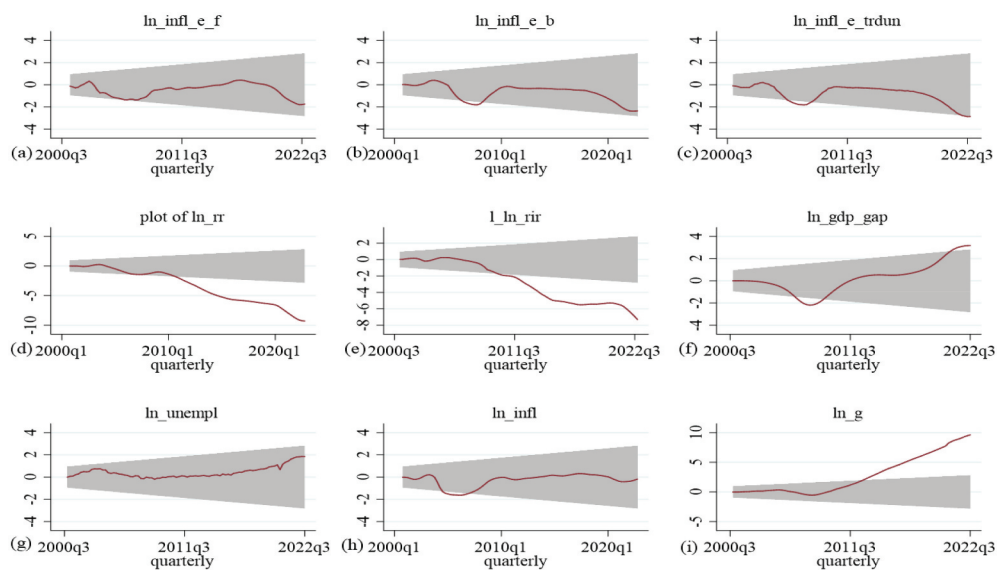 ln_infl_e_f
4
2
0
-2
-4
(a)
2000q3 2011q3 2022q3
quarterly
ln_infl_e_b
4
2
0
-2
-4
(b)
2000q1 2010q1 2020q1
quarterly
ln_infl_e_trdun
4
2
0
-2
-4
(c)
2000q3 2011q3 2022q3
quarterly
plot of ln_rr
5
0
-5
-10
(d)
2000q1 2010q1 2020q1
quarterly
l_ln_rir
2
0
-2
-4
-6
-8
(e)
2000q3 2011q3 2022q3
quarterly
ln_gdp_gap
4
2
0
-2
-4
(f)
2000q3 2011q3 2022q3
quarterly
ln_unempl
4
2
0
-2
-4
(g)
2000q3 2011q3 2022q3
quarterly
ln_infl
4
2
0
-2
-4
(h)
2000q1 2010q1 2020q1
quarterly
ln_g
10
5
0
-5
(i)
2000q3 2011q3 2022q3
quarterly